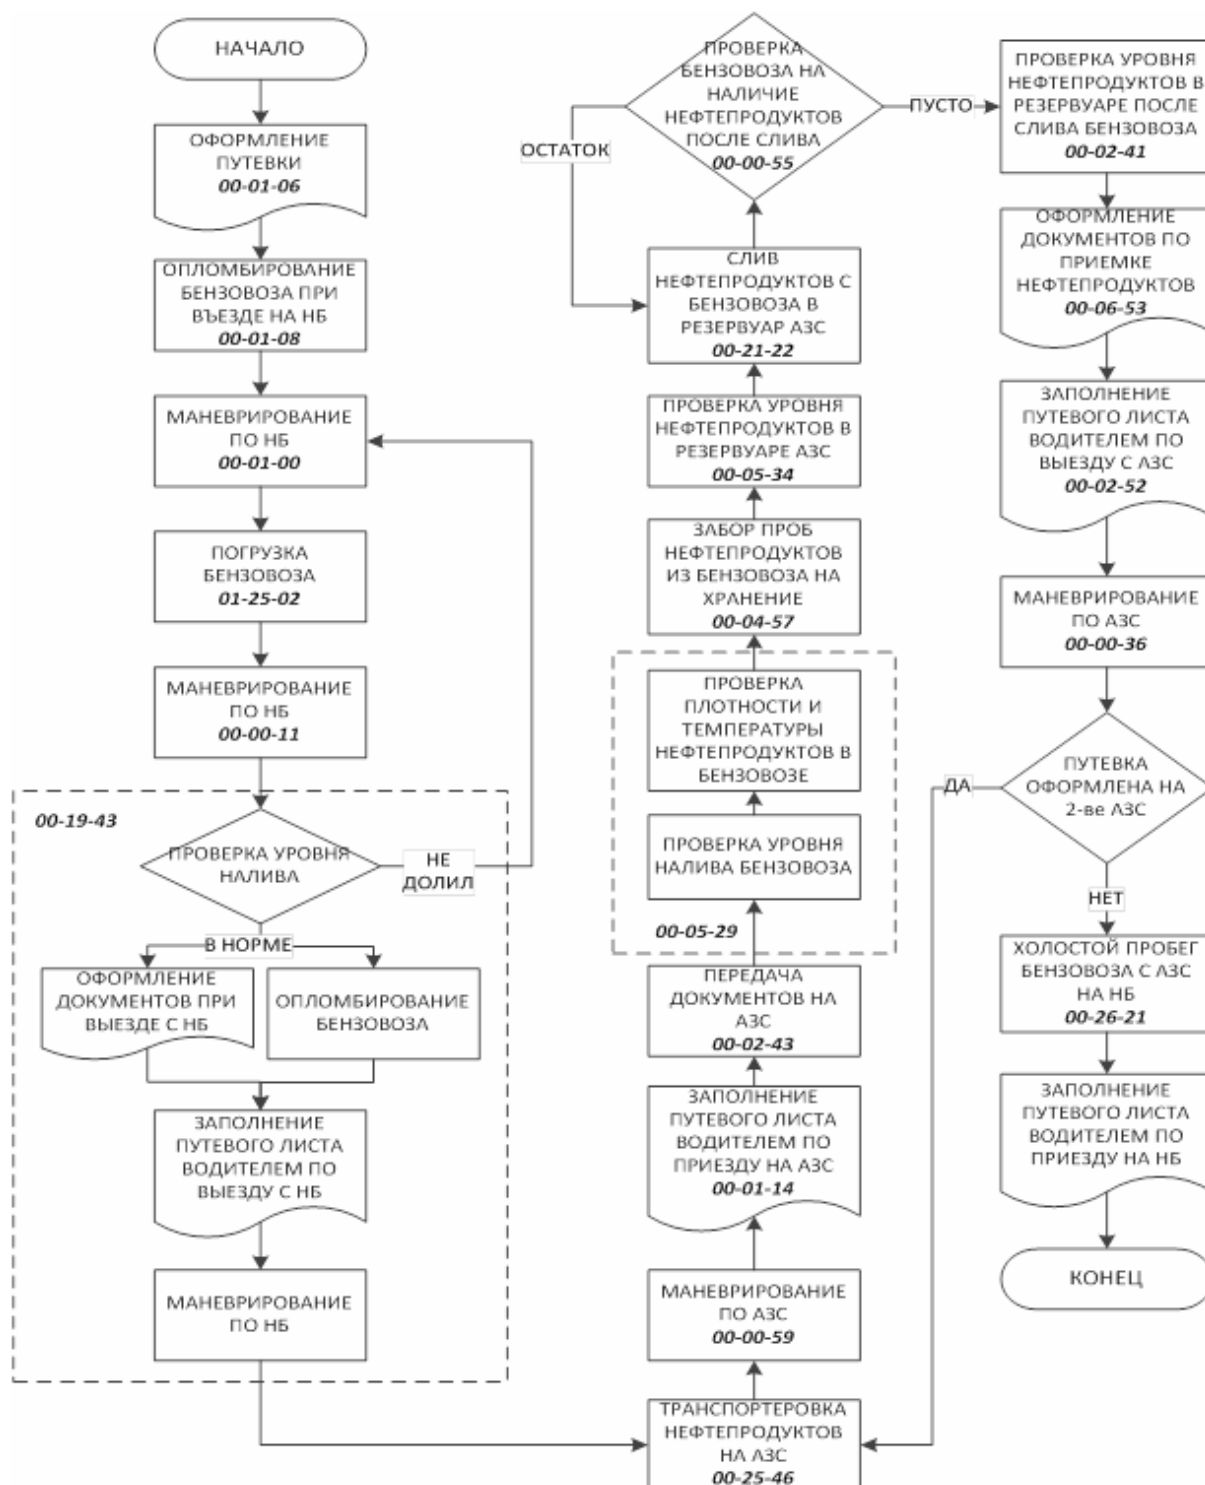 НАЧАЛО
ОФОРМЛЕНИЕ
ПУТЕВКИ
00-01-06
ОПЛОМБИРОВАНИЕ
БЕНЗОВОЗА ПРИ
ВЪЕЗДЕ НА НБ
00-01-08
МАНЕВРИРОВАНИЕ
ПО НБ
00-01-00
ПОГРУЗКА
БЕНЗОВОЗА
01-25-02
МАНЕВРИРОВАНИЕ
ПО НБ
00-00-11
00-19-43
ПРОВЕРКА УРОВНЯ
НАЛИВА
НЕ
ДОЛИЛ
В НОРМЕ
ОФОРМЛЕНИЕ
ДОКУМЕНТОВ ПРИ
ВЫЕЗДЕ С НБ
ОПЛОМБИРОВАНИЕ
БЕНЗОВОЗА
ЗАПОЛНЕНИЕ
ПУТЕВОГО ЛИСТА
ВОДИТЕЛЕМ ПО
ВЫЕЗДУ С НБ
МАНЕВРИРОВАНИЕ
ПО НБ
ТРАНСПОРТЕРОВКА
НЕФТЕПРОДУКТОВ
НА АЗС
00-25-46
МАНЕВРИРОВАНИЕ
ПО АЗС
00-00-59
ЗАПОЛНЕНИЕ
ПУТЕВОГО ЛИСТА
ВОДИТЕЛЕМ ПО
ПРИЕЗДУ НА АЗС
00-01-14
ПЕРЕДАЧА
ДОКУМЕНТОВ НА
АЗС
00-02-43
00-05-29
ПРОВЕРКА УРОВНЯ
НАЛИВА БЕНЗОВОЗА
ПРОВЕРКА
ПЛОТНОСТИ И
ТЕМПЕРАТУРЫ
НЕФТЕПРОДУКТОВ В
БЕНЗОВОЗЕ
ЗАБОР ПРОБ
НЕФТЕПРОДУКТОВ
ИЗ БЕНЗОВОЗА НА
ХРАНЕНИЕ
00-04-57
ПРОВЕРКА УРОВНЯ
НЕФТЕПРОДУКТОВ В
РЕЗЕРВУАРЕ АЗС
00-05-34
СЛИВ
НЕФТЕПРОДУКТОВ С
БЕНЗОВОЗА В
РЕЗЕРВУАР АЗС
00-21-22
ПРОВЕРКА
БЕНЗОВОЗА НА
НАЛИЧИЕ
НЕФТЕПРОДУКТОВ
ПОСЛЕ СЛИВА
00-00-55
ОСТАТОК
ПУСТО
ПРОВЕРКА УРОВНЯ
НЕФТЕПРОДУКТОВ В
РЕЗЕРВУАРЕ ПОСЛЕ
СЛИВА БЕНЗОВОЗА
00-02-41
ОФОРМЛЕНИЕ
ДОКУМЕНТОВ ПО
ПРИЕМКЕ
НЕФТЕПРОДУКТОВ
00-06-53
ЗАПОЛНЕНИЕ
ПУТЕВОГО ЛИСТА
ВОДИТЕЛЕМ ПО
ВЫЕЗДУ С АЗС
00-02-52
МАНЕВРИРОВАНИЕ
ПО АЗС
00-00-36
ПУТЕВКА
ОФОРМЛЕНА НА
2-ве АЗС
ДА
НЕТ
ХОЛОСТОЙ ПРОБЕГ
БЕНЗОВОЗА С АЗС
НА НБ
00-26-21
ЗАПОЛНЕНИЕ
ПУТЕВОГО ЛИСТА
ВОДИТЕЛЕМ ПО
ПРИЕЗДУ НА НБ
КОНЕЦ